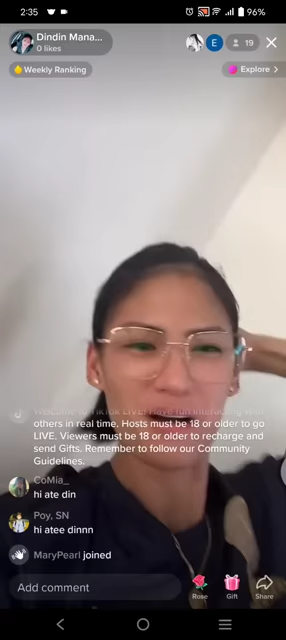 2:35
96%
Dindin Mana...
0 likes
E
19
Weekly Ranking
Explore >
others in real time. Hosts must be 18 or older to go
LIVE. Viewers must be 18 or older to recharge and
send Gifts. Remember to follow our Community
Guidelines.
CoMia_
hi ate din
Poy, SN
hi atee dinnn
MaryPearl joined
Add comment
Rose
Gift
Share